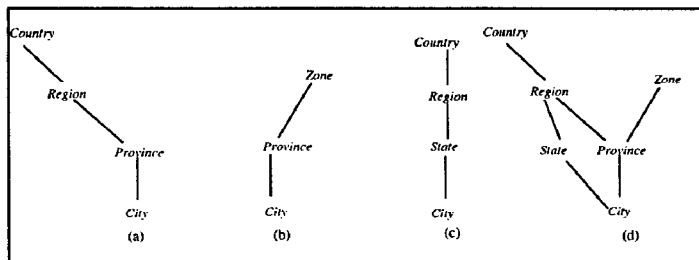 Country
Region
Province
City
(a)
Zone
Province
City
(b)
Country
Region
State
City
(c)
Country
Zone
Region
State Province
City
(d)